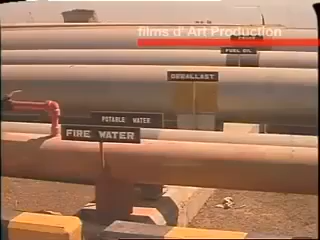 films d' Art Production
FUEL OIL
DEBALLAST
POTABLE WATER
FIRE WATER